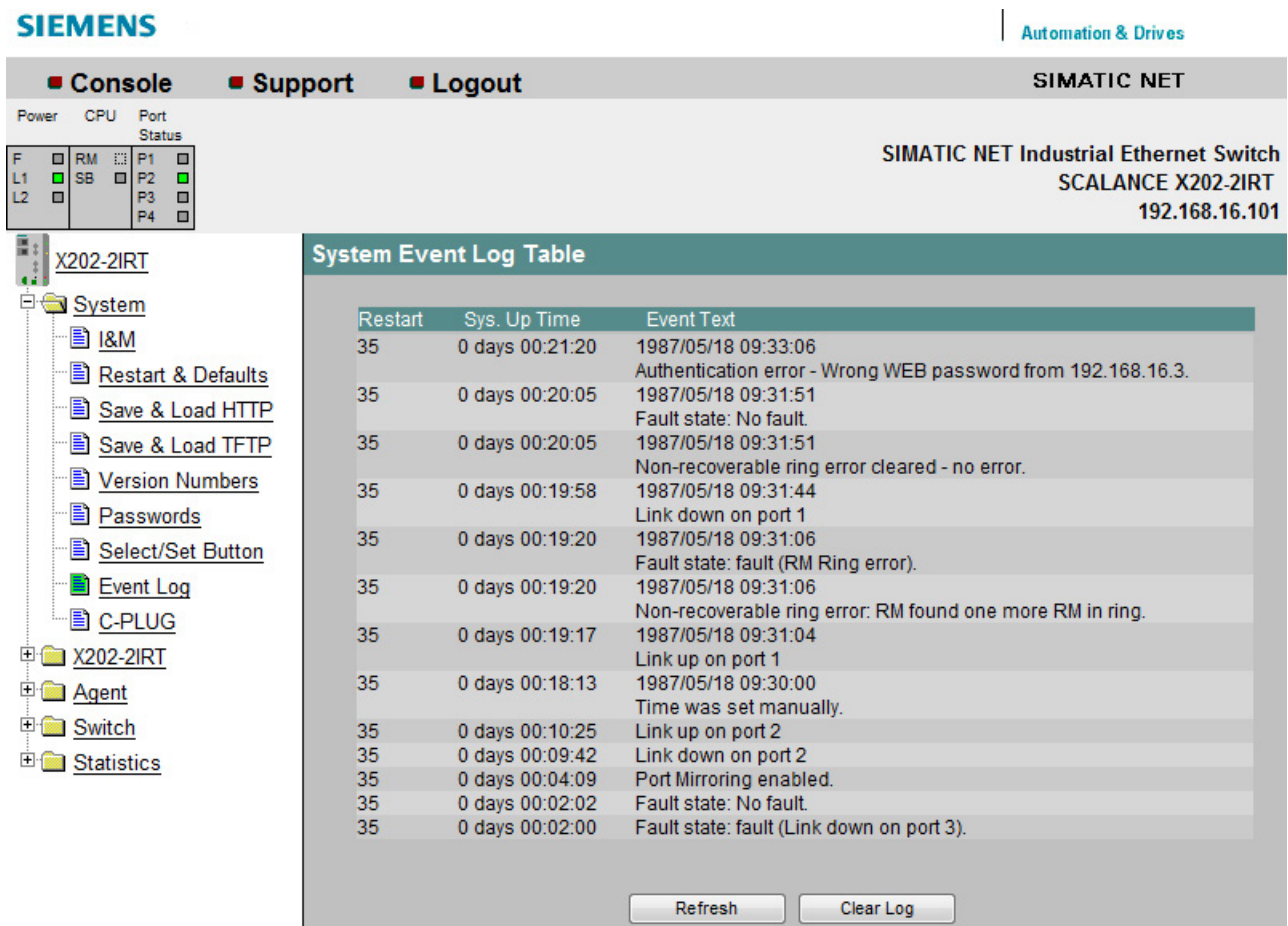 SIEMENS
Automation & Drives
Console Support Logout SIMATIC NET
Power CPU Port
Status
F RM P1
L1 SB P2
L2 P3
P4
SIMATIC NET Industrial Ethernet Switch
SCALANCE X202-2IRT
192.168.16.101
X202-2IRT
System
I&M
Restart & Defaults
Save & Load HTTP
Save & Load TFTP
Version Numbers
Passwords
Select/Set Button
Event Log
C-PLUG
X202-2IRT
Agent
Switch
Statistics
System Event Log Table
Restart Sys. Up Time Event Text
35 0 days 00:21:20 1987/05/18 09:33:06
Authentication error - Wrong WEB password from 192.168.16.3.
35 0 days 00:20:05 1987/05/18 09:31:51
Fault state: No fault.
35 0 days 00:20:05 1987/05/18 09:31:51
Non-recoverable ring error cleared - no error.
35 0 days 00:19:58 1987/05/18 09:31:44
Link down on port 1
35 0 days 00:19:20 1987/05/18 09:31:06
Fault state: fault (RM Ring error).
35 0 days 00:19:20 1987/05/18 09:31:06
Non-recoverable ring error: RM found one more RM in ring.
35 0 days 00:19:17 1987/05/18 09:31:04
Link up on port 1
35 0 days 00:18:13 1987/05/18 09:30:00
Time was set manually.
35 0 days 00:10:25 Link up on port 2
35 0 days 00:09:42 Link down on port 2
35 0 days 00:04:09 Port Mirroring enabled.
35 0 days 00:02:02 Fault state: No fault.
35 0 days 00:02:00 Fault state: fault (Link down on port 3).
Refresh Clear Log